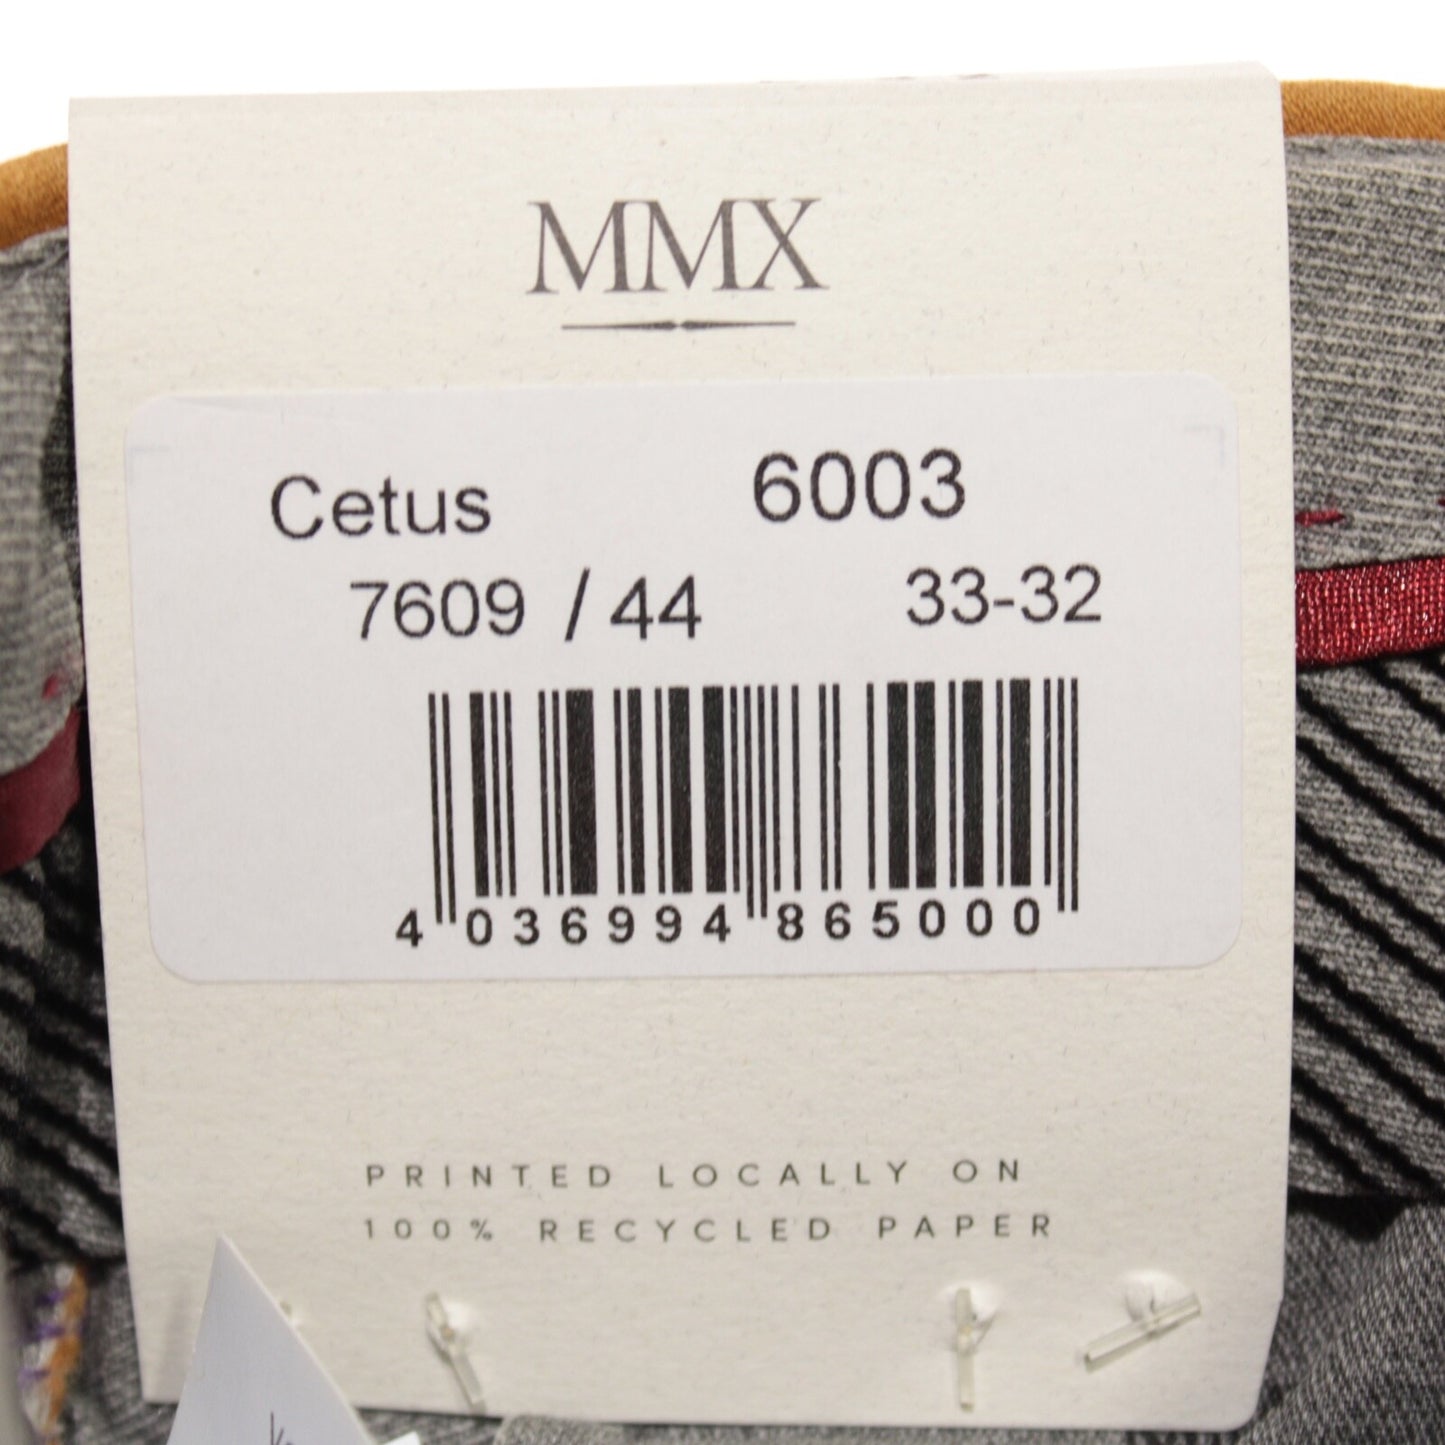 MMX
Cetus 6003
7609 / 44 33-32
4 036994 865000
PRINTED LOCALLY ON
100% RECYCLED PAPER